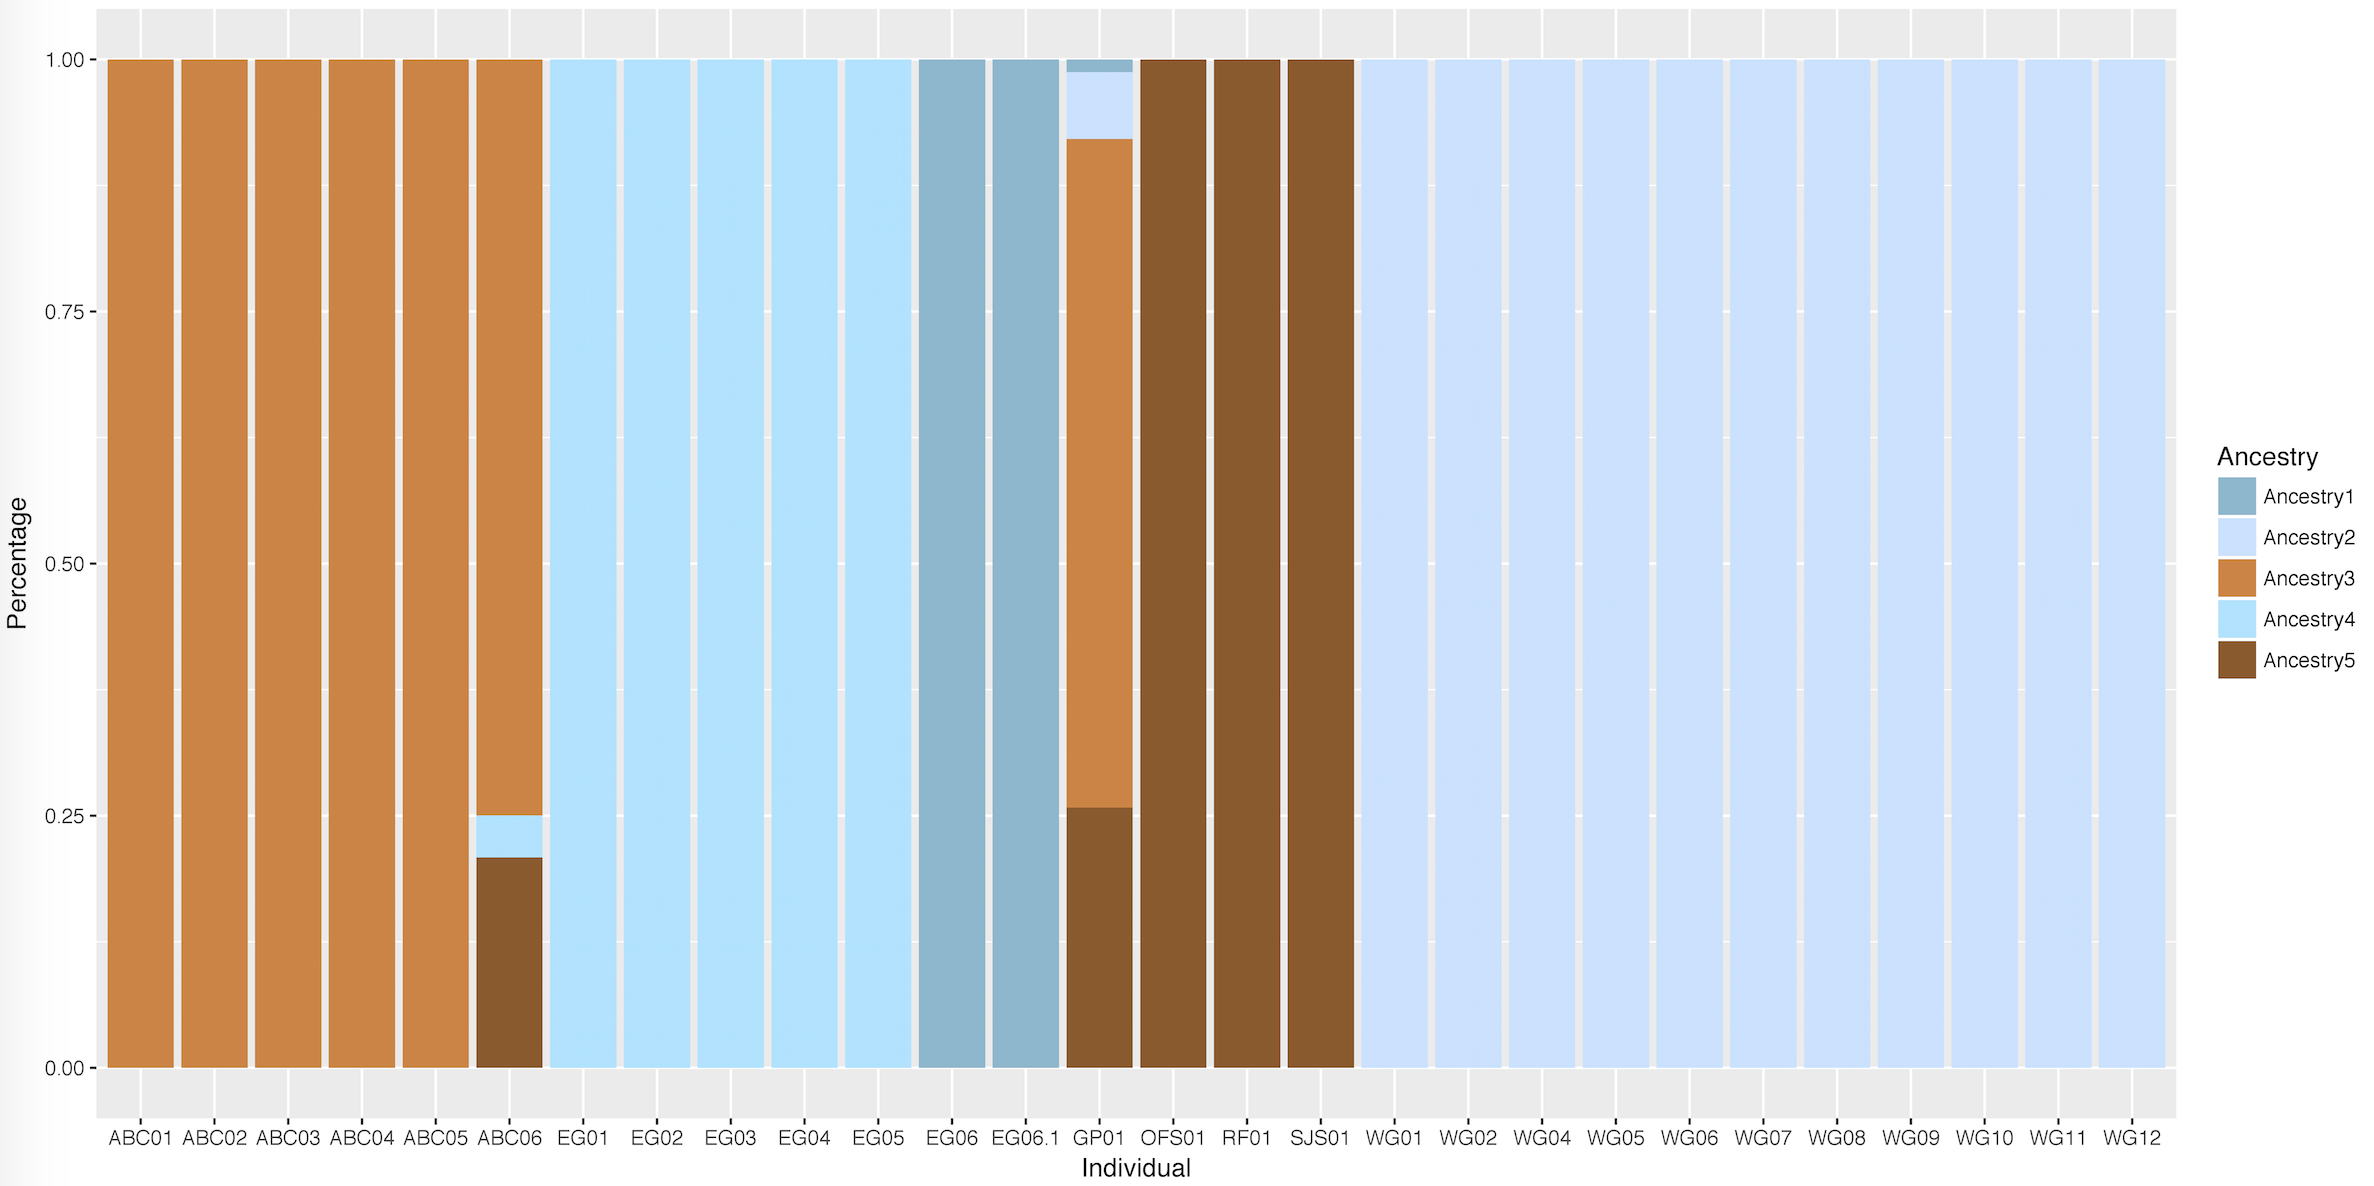 1.00
0.75
0.50
0.25
0.00
Percentage
ABC01 ABC02 ABC03 ABC04 ABC05 ABC06 EG01 EG02 EG03 EG04 EG05 EG06 EG06.1 GP01 OFS01 RF01 SJS01 WG01 WG02 WG04 WG05 WG06 WG07 WG08 WG09 WG10 WG11 WG12
Individual
Ancestry
Ancestry1
Ancestry2
Ancestry3
Ancestry4
Ancestry5